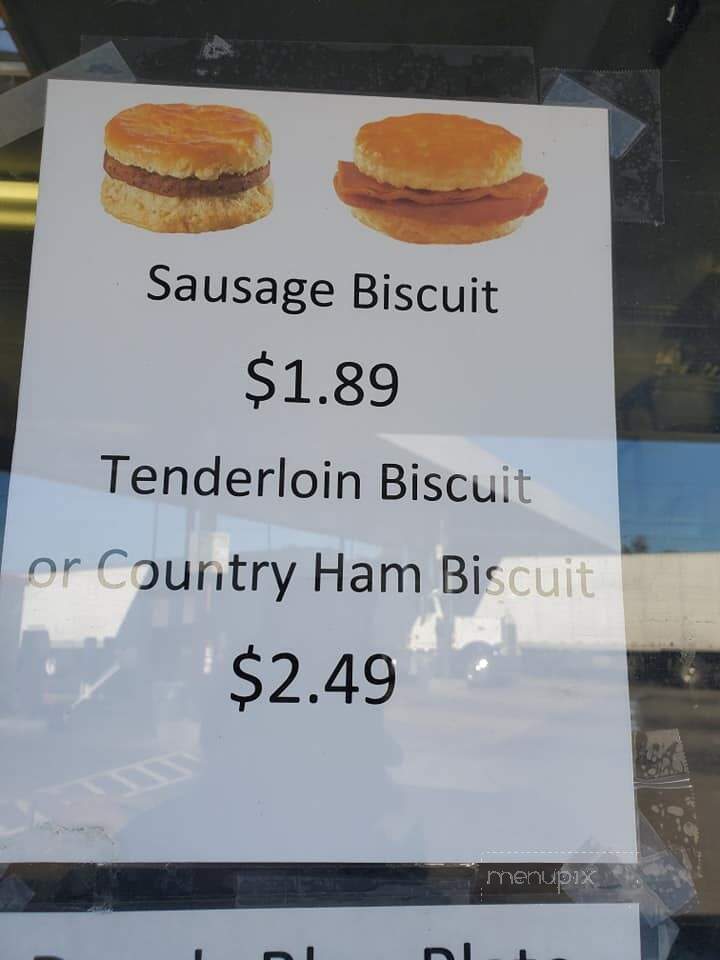 Sausage Biscuit
$1.89
Tenderloin Biscuit
or Country Ham Biscuit
$2.49
menupix